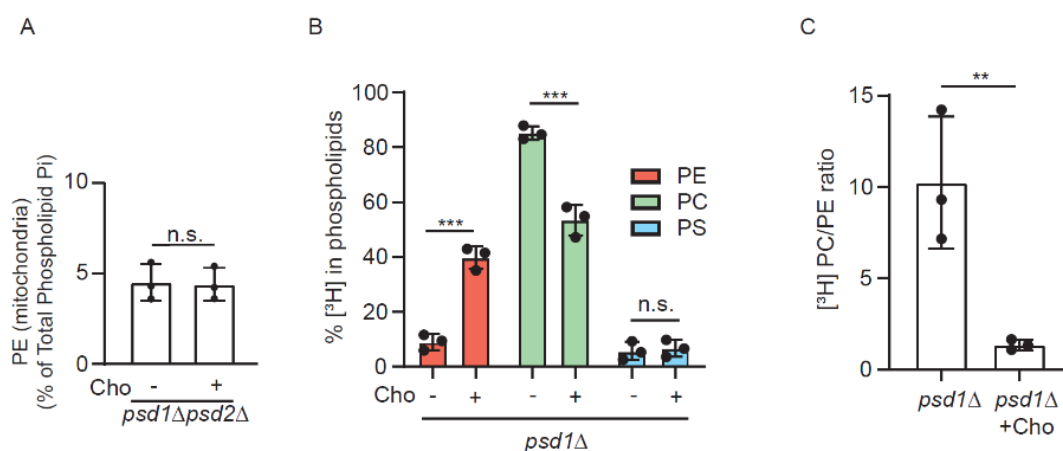 A
PE (mitochondria)
(% of Total Phospholipid Pi)
10
5
0
n.s.
Cho - +
psd1Δpsd2Δ
B
% [³H] in phospholipids
100
80
60
40
20
0
***
***
n.s.
PE
PC
PS
Cho - + - + - +
psd1Δ
C
[³H] PC/PE ratio
15
10
5
0
**
psd1Δ
psd1Δ
+Cho